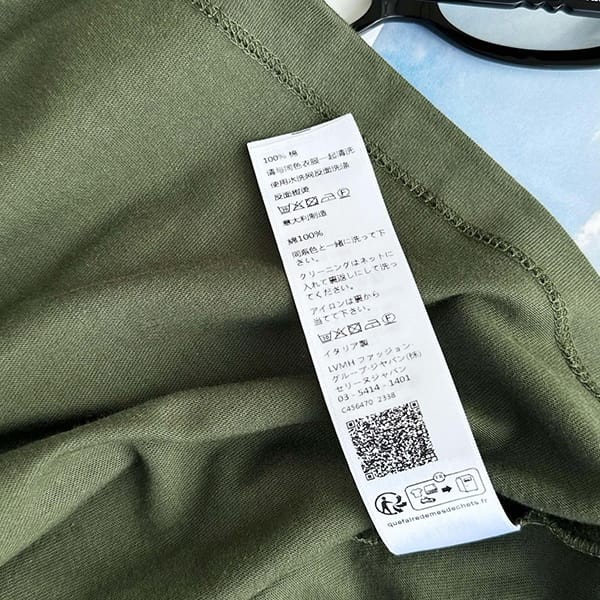 100% 棉
请与同色衣服一起清洗
使用水洗网反面洗涤
反面熨烫
意大利制造
綿100%
同系色と一緒に洗って下
さい。
クリーニングはネットに
入れて裏返しにして洗っ
てください。
アイロンは裏から
当てて下さい。
イタリア製
LVMH ファッション
グループ・ジャパン(株)
セリーヌジャパン
03 - 5414 - 1401
C456470 2338
FR
quefairedemesdechets.fr